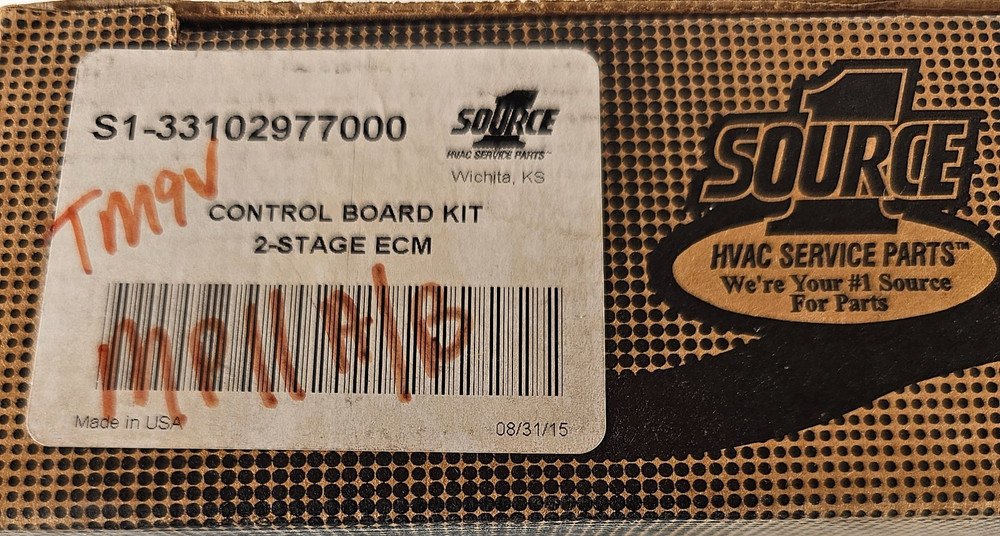 S1-33102977000
SOURCE 1
HVAC SERVICE PARTS™
Wichita, KS
TM9V
CONTROL BOARD KIT
2-STAGE ECM
Made in USA
08/31/15
SOURCE 1
HVAC SERVICE PARTS™
We're Your #1 Source
For Parts